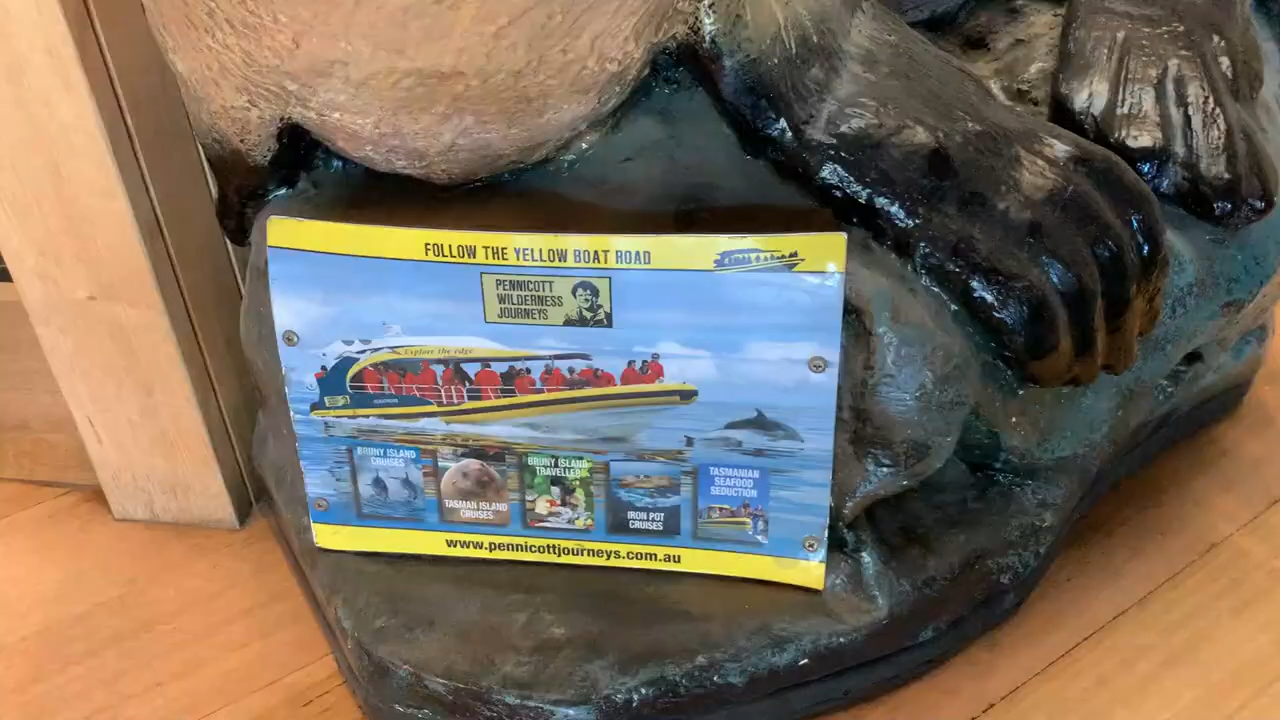 FOLLOW THE YELLOW BOAT ROAD
PENNICOTT
WILDERNESS
JOURNEYS
Explore the edge
BRUNY ISLAND
CRUISES
TASMAN ISLAND
CRUISES
BRUNY ISLAND
TRAVELLER
IRON POT
CRUISES
TASMANIAN
SEAFOOD
SEDUCTION
www.pennicottjourneys.com.au